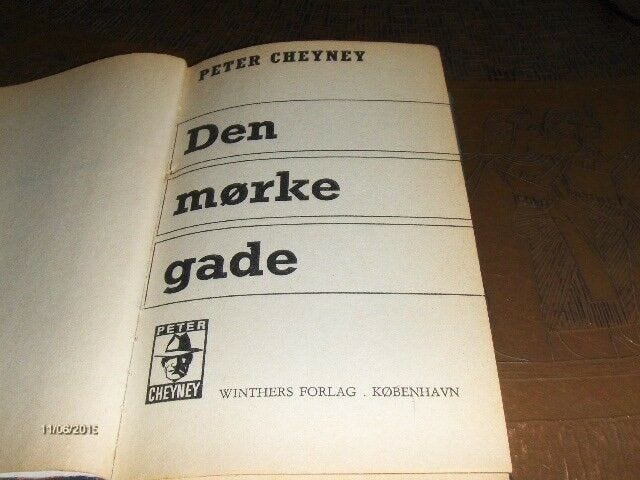 PETER CHEYNEY
Den
mørke
gade
PETER
CHEYNEY
WINTHERS FORLAG . KØBENHAVN
11/06/2015